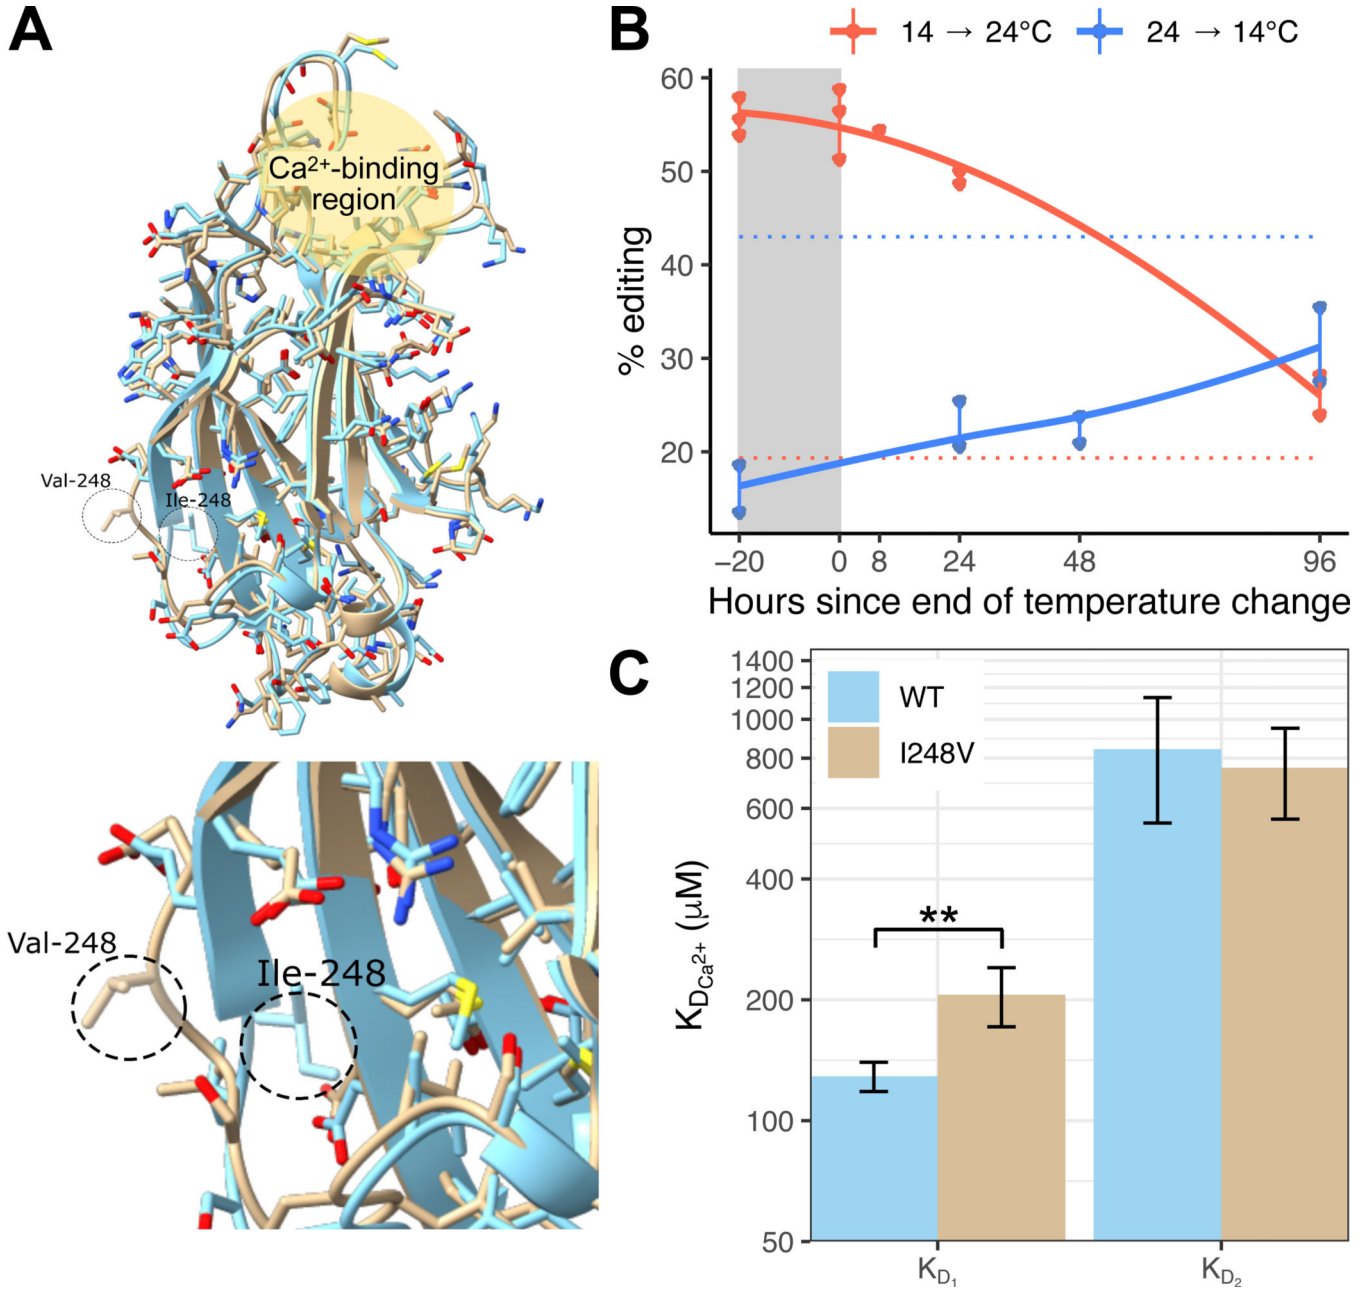 A
Ca²⁺-binding
region
Val-248
Ile-248
Val-248
Ile-248
B
14 → 24°C
24 → 14°C
% editing
60
50
40
30
20
−20
0
8
24
48
96
Hours since end of temperature change
C
WT
I248V
**
K_D_Ca²⁺ (μM)
1400
1200
1000
800
600
400
200
100
50
K_D₁
K_D₂